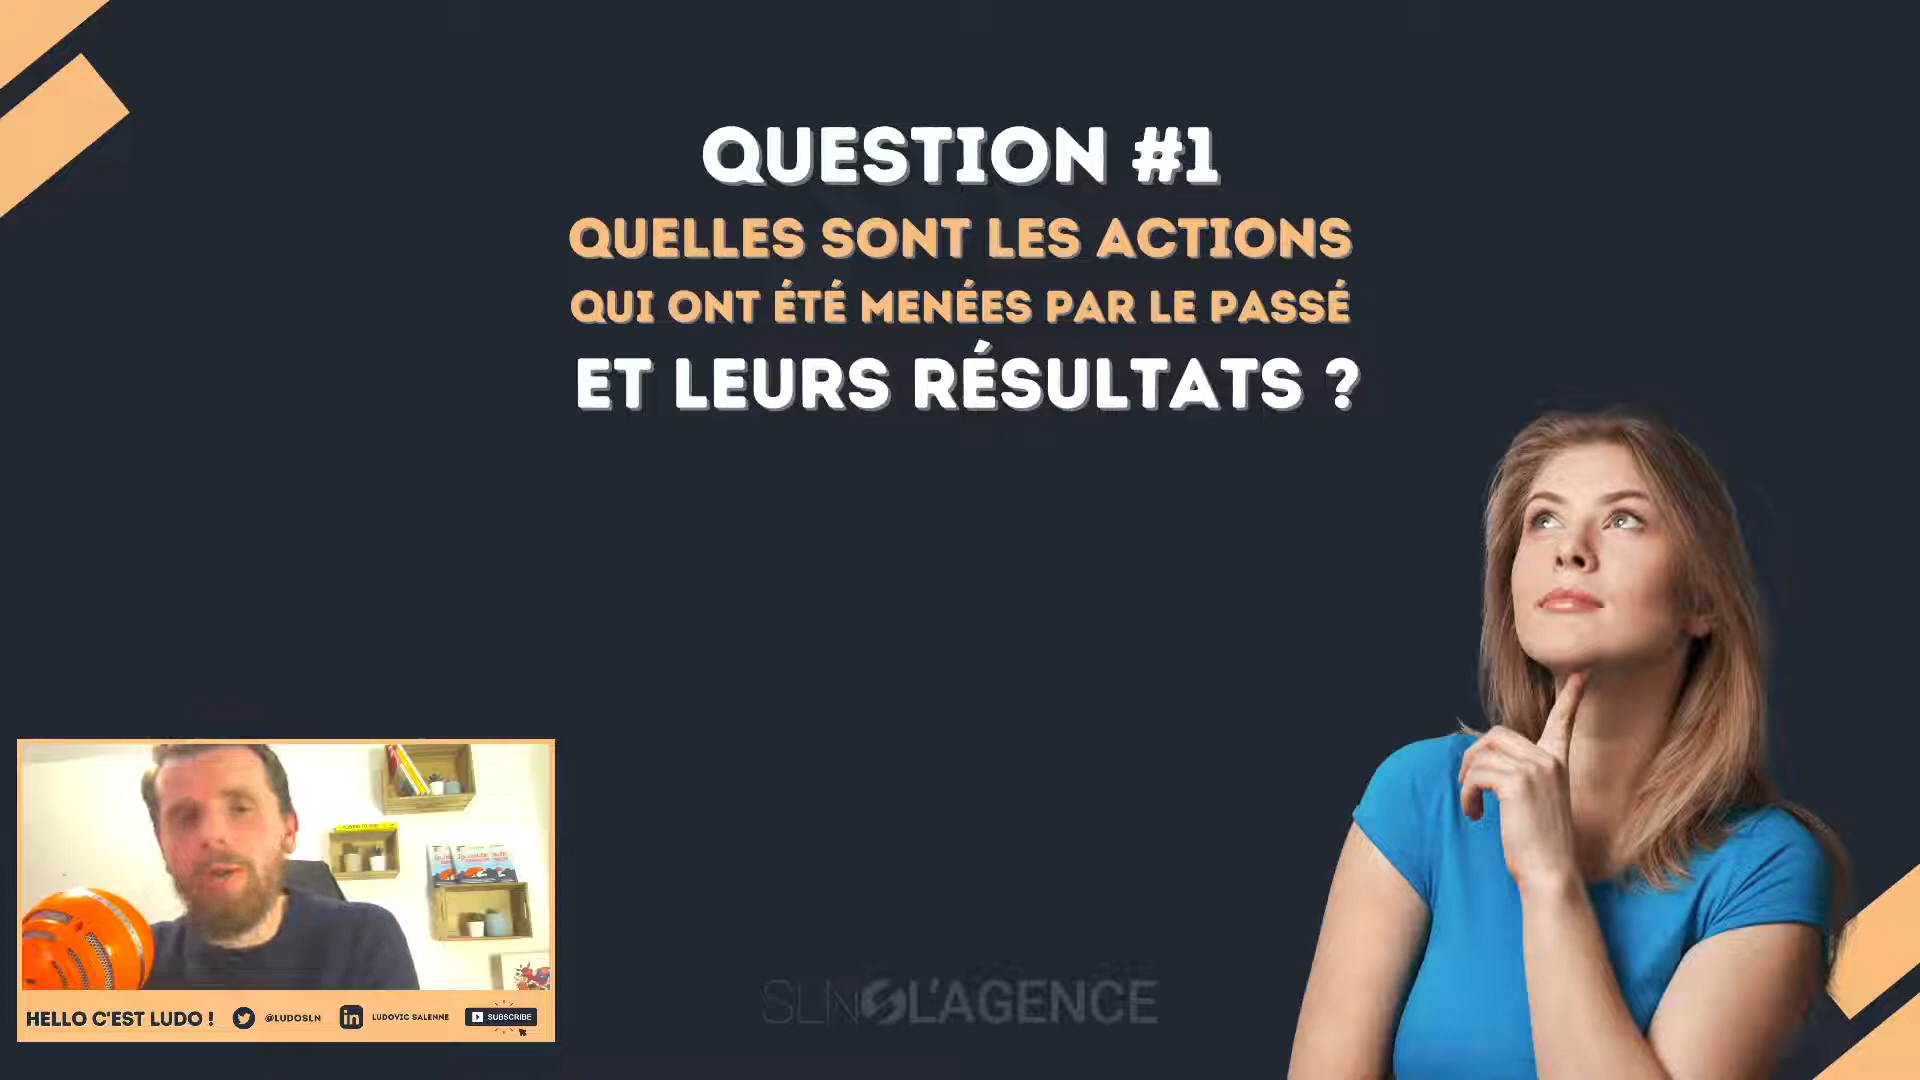 QUESTION #1
QUELLES SONT LES ACTIONS
QUI ONT ÉTÉ MENÉES PAR LE PASSÉ
ET LEURS RÉSULTATS ?
HELLO C'EST LUDO !
@LUDOSLN
in
LUDOVIC SALENNE
SUBSCRIBE
SLN L'AGENCE